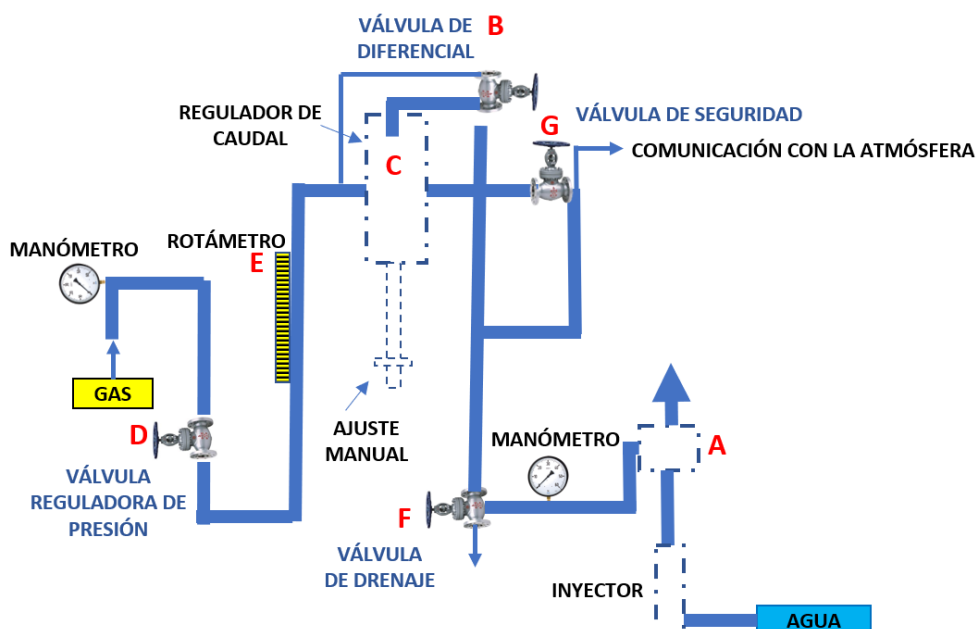 VÁLVULA DE
DIFERENCIAL
B
REGULADOR DE
CAUDAL
G
VÁLVULA DE SEGURIDAD
COMUNICACIÓN CON LA ATMÓSFERA
C
MANÓMETRO
ROTÁMETRO
E
GAS
D
VÁLVULA
REGULADORA DE
PRESIÓN
AJUSTE
MANUAL
MANÓMETRO
A
F
VÁLVULA
DE DRENAJE
INYECTOR
AGUA